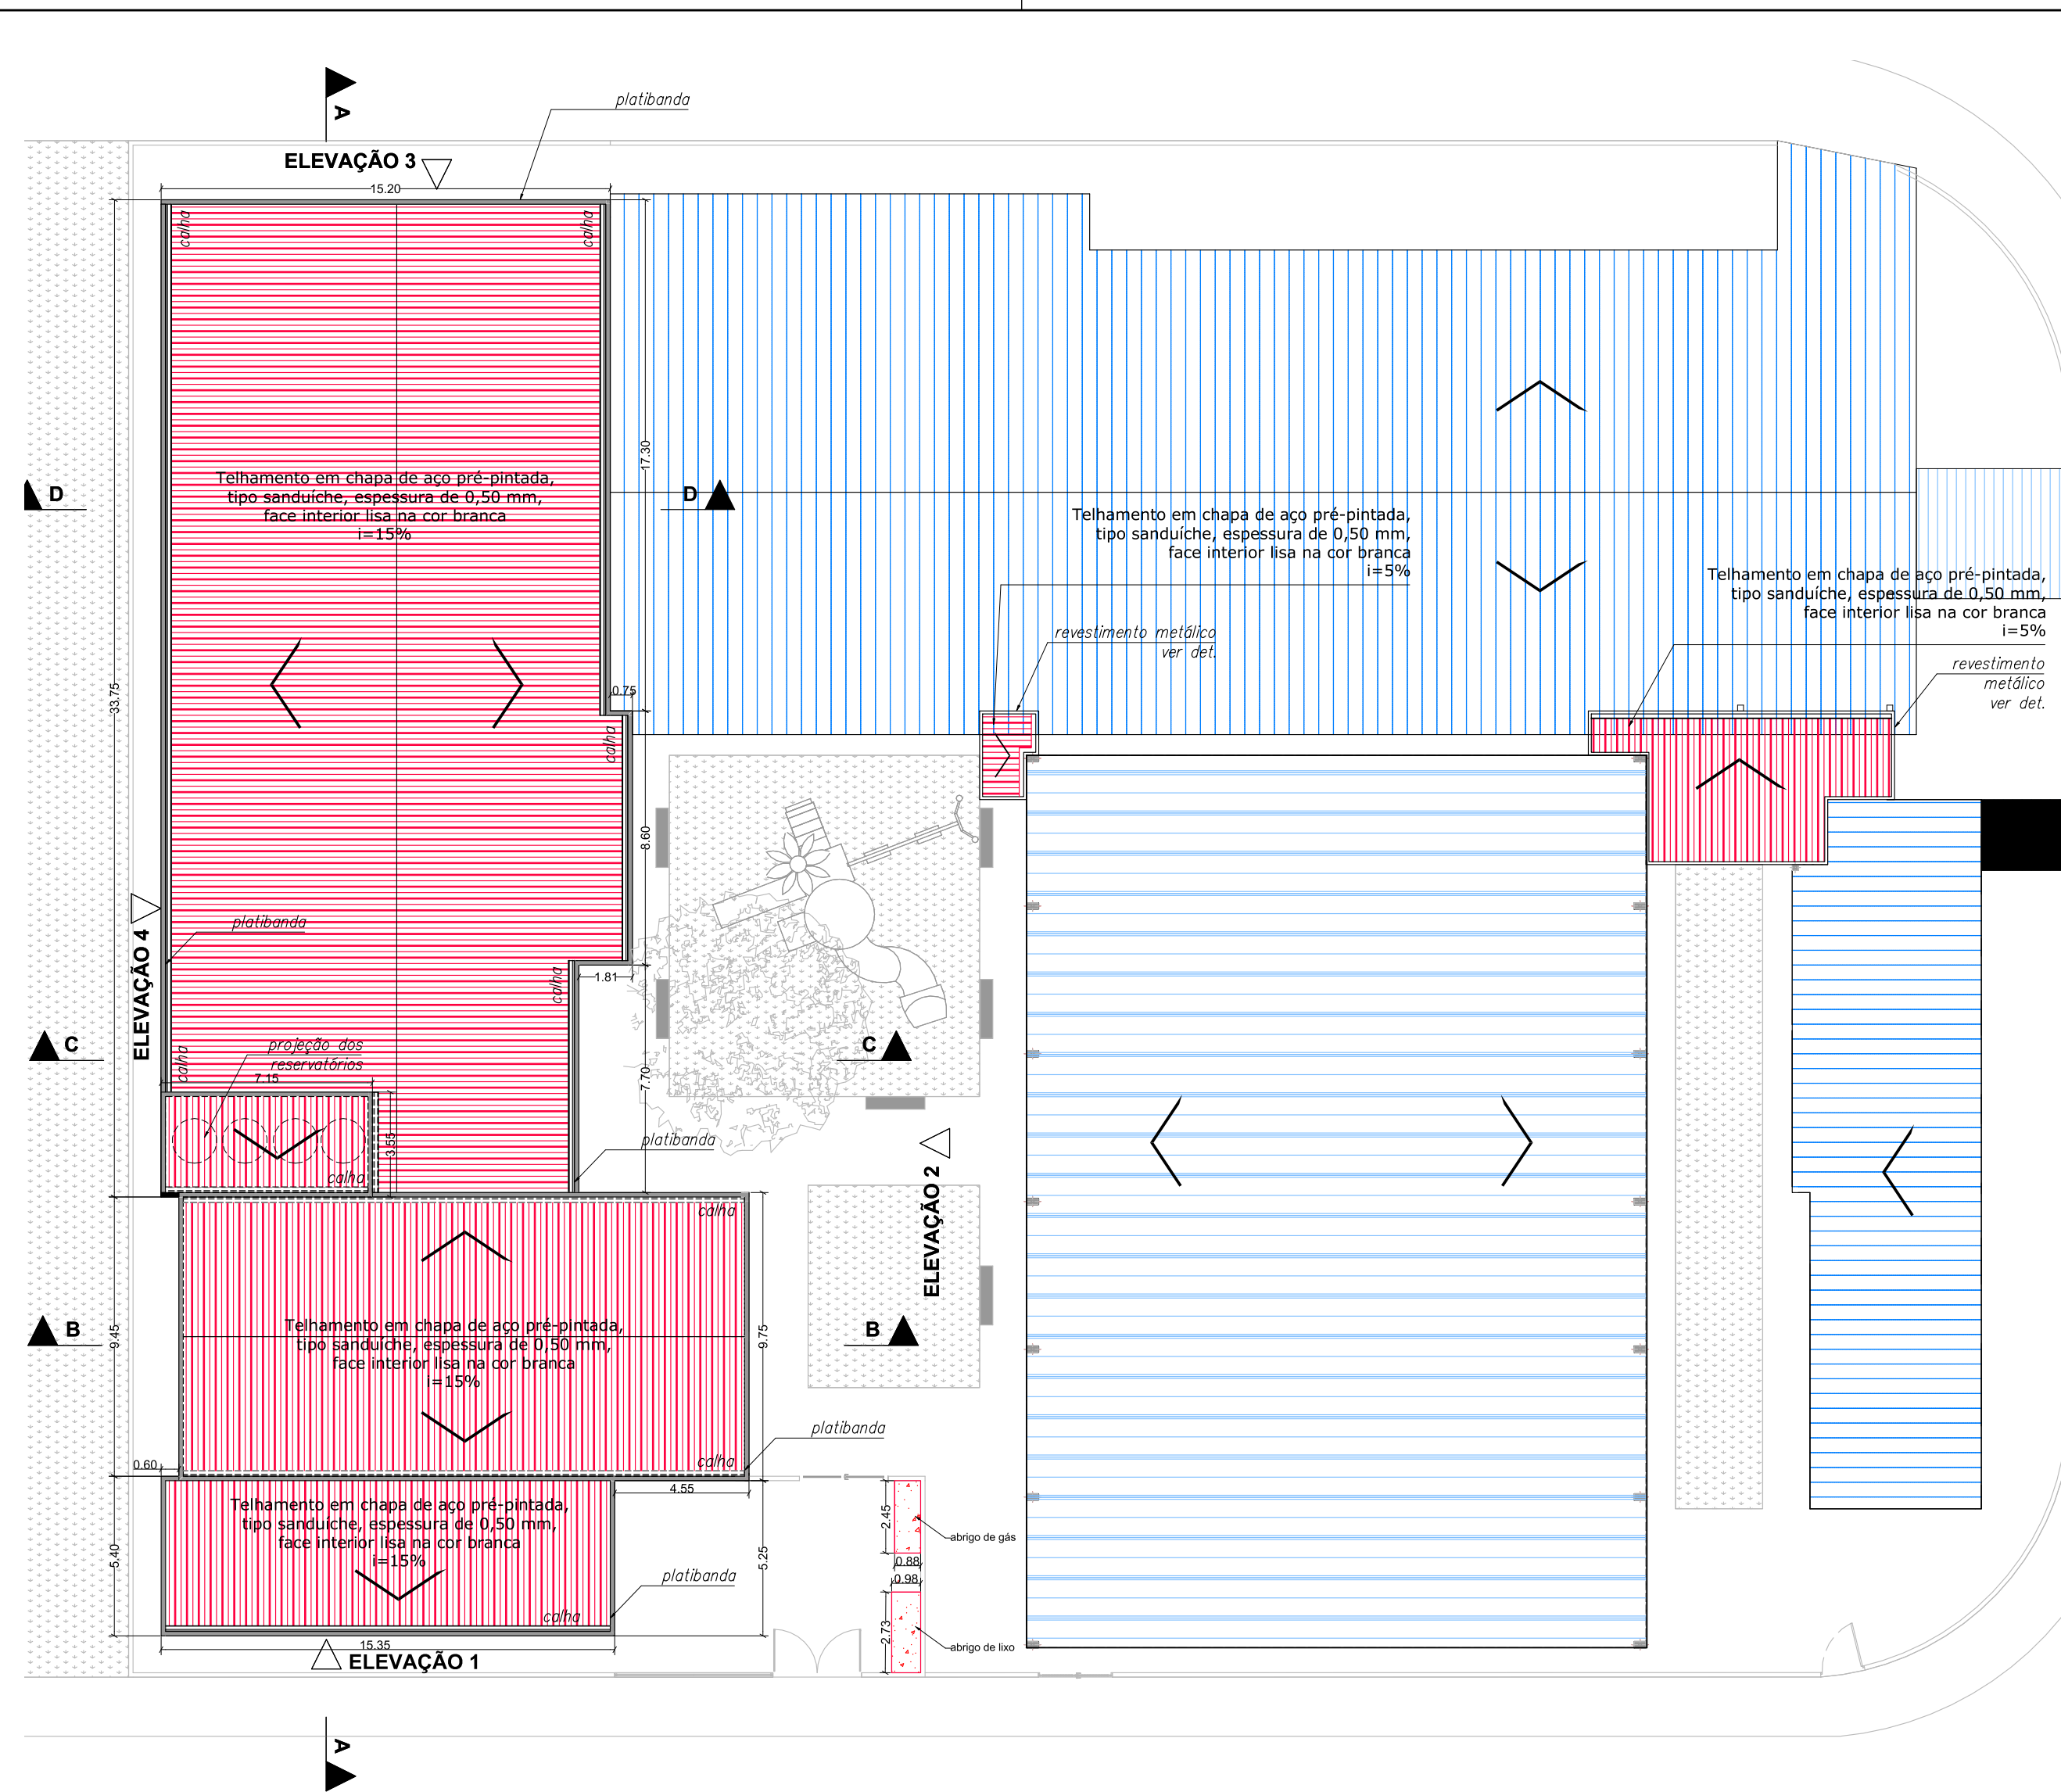 A
platibanda
ELEVAÇÃO 3
15.20
calha
calha
Telhamento em chapa de aço pré-pintada,
tipo sanduíche, espessura de 0,50 mm,
face interior lisa na cor branca
i=15%
D
D
17.30
Telhamento em chapa de aço pré-pintada,
tipo sanduíche, espessura de 0,50 mm,
face interior lisa na cor branca
i=5%
Telhamento em chapa de aço pré-pintada,
tipo sanduíche, espessura de 0,50 mm,
face interior lisa na cor branca
i=5%
revestimento metálico
ver det.
revestimento
metálico
ver det.
33.75
0.75
calha
8.60
platibanda
ELEVAÇÃO 4
calha
1.81
C
C
calha
projeção dos
reservatórios
7.15
7.70
3.55
platibanda
calha
calha
ELEVAÇÃO 2
B
B
9.45
9.75
Telhamento em chapa de aço pré-pintada,
tipo sanduíche, espessura de 0,50 mm,
face interior lisa na cor branca
i=15%
platibanda
calha
0.60
4.55
Telhamento em chapa de aço pré-pintada,
tipo sanduíche, espessura de 0,50 mm,
face interior lisa na cor branca
i=15%
2.45
abrigo de gás
5.40
5.25
0.88
0.98
platibanda
calha
2.73
abrigo de lixo
15.35
ELEVAÇÃO 1
A